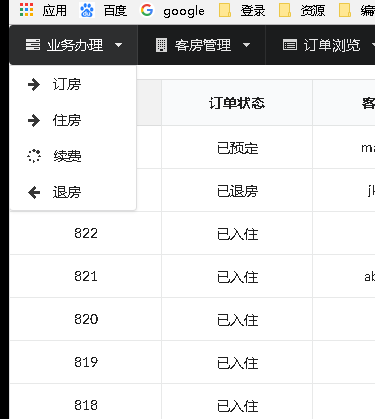 应用 百度 google 登录 资源
业务办理 客房管理 订单浏览
订房
住房
续费
退房
订单状态
已预定
已退房
822 已入住
821 已入住
820 已入住
819 已入住
818 已入住